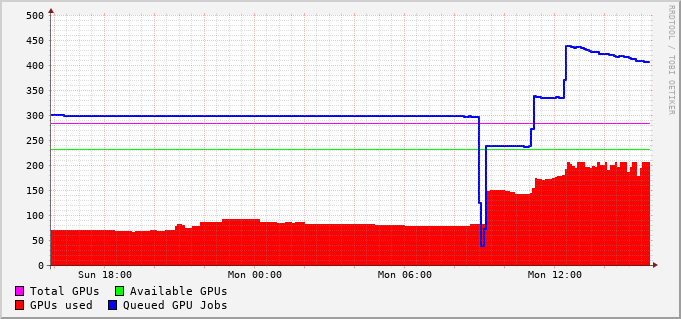 500
450
400
350
300
250
200
150
100
50
0
Sun 18:00 Mon 00:00 Mon 06:00 Mon 12:00
Total GPUs Available GPUs
GPUs used Queued GPU Jobs
RRDTOOL / TOBI OETIKER